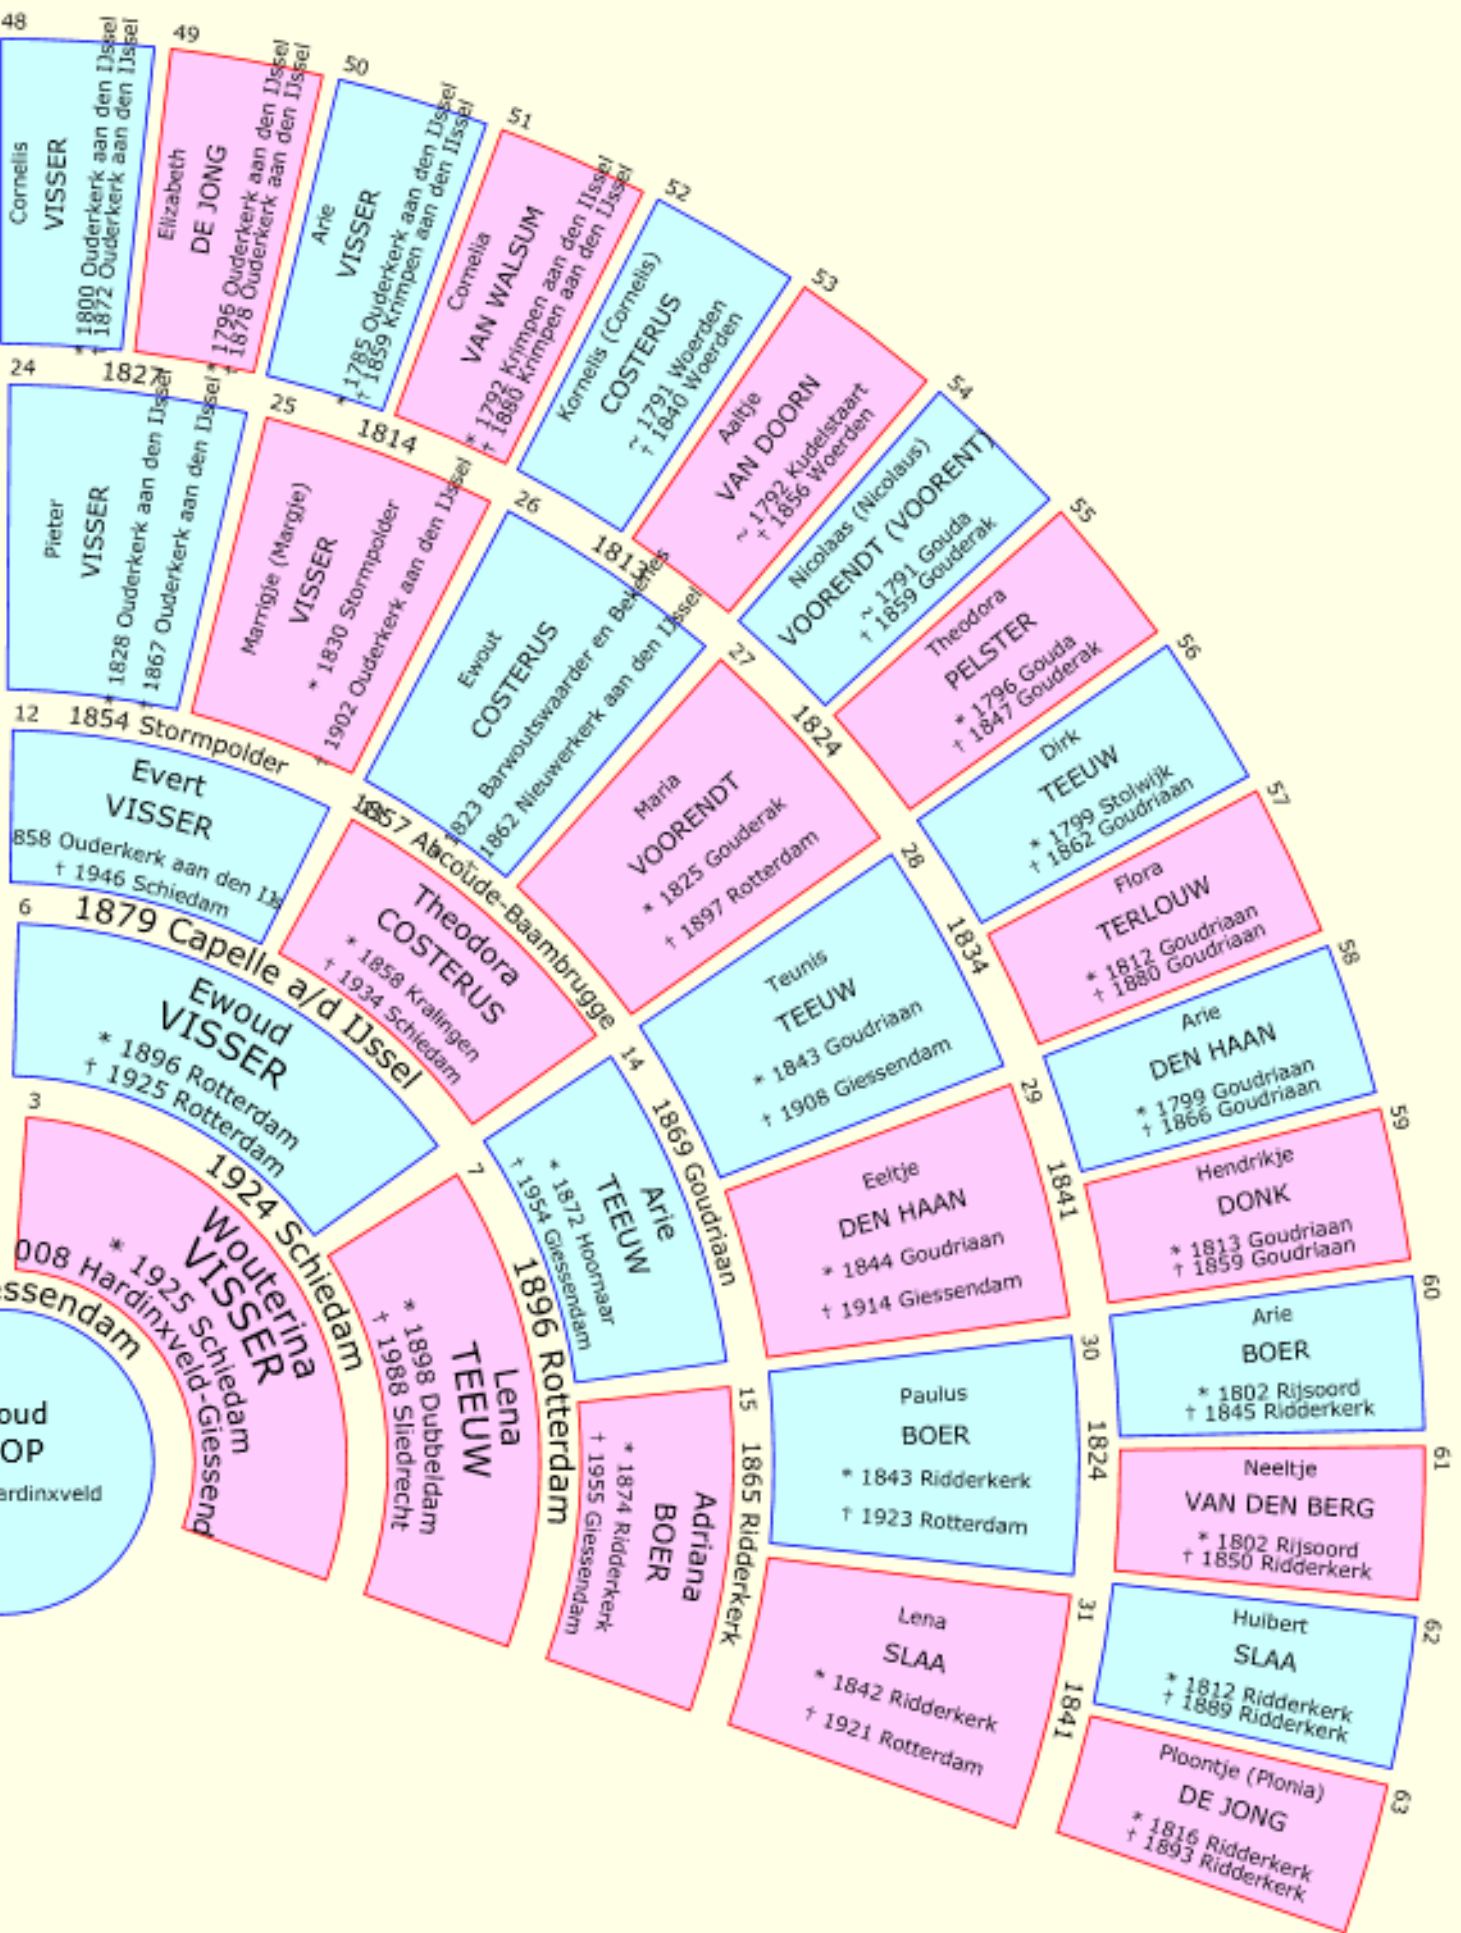 48
Cornelis
VISSER
* 1800 Ouderkerk aan den IJssel
† 1872 Ouderkerk aan den IJssel
49
Elizabeth
DE JONG
* 1796 Ouderkerk aan den IJssel
† 1878 Ouderkerk aan den IJssel
50
Arie
VISSER
* 1785 Ouderkerk aan den IJssel
† 1859 Krimpen aan den IJssel
51
Cornelia
VAN WALSUM
* 1792 Krimpen aan den IJssel
† 1880 Krimpen aan den IJssel
52
Kornelis (Cornelis)
COSTERUS
~ 1791 Woerden
† 1840 Woerden
53
Aaltje
VAN DOORN
~ 1792 Kudelstaart
† 1856 Woerden
54
Nicolaas (Nicolaus)
VOORENDT (VOORENT)
~ 1791 Gouda
† 1859 Gouderak
55
Theodora
PELSTER
* 1796 Gouda
† 1847 Gouderak
56
Dirk
TEEUW
* 1799 Stolwijk
† 1862 Goudriaan
57
Flora
TERLOUW
* 1812 Goudriaan
† 1880 Goudriaan
58
Arie
DEN HAAN
* 1799 Goudriaan
† 1866 Goudriaan
59
Hendrikje
DONK
* 1813 Goudriaan
† 1859 Goudriaan
60
Arie
BOER
* 1802 Rijsoord
† 1845 Ridderkerk
61
Neeltje
VAN DEN BERG
* 1802 Rijsoord
† 1850 Ridderkerk
62
Huibert
SLAA
* 1812 Ridderkerk
† 1889 Ridderkerk
63
Ploontje (Plonia)
DE JONG
* 1816 Ridderkerk
† 1893 Ridderkerk
1827
1814
1813
1824
1834
1841
1824
1841
24
Pieter
VISSER
* 1828 Ouderkerk aan den IJssel
† 1867 Ouderkerk aan den IJssel
25
Marrigje (Margje)
VISSER
* 1830 Stormpolder
† 1902 Ouderkerk aan den IJssel
26
Ewout
COSTERUS
* 1823 Barwoutswaarder en Bekenes
† 1862 Nieuwerkerk aan den IJssel
27
Maria
VOORENDT
* 1825 Gouderak
† 1897 Rotterdam
28
Teunis
TEEUW
* 1843 Goudriaan
† 1908 Giessendam
29
Eeltje
DEN HAAN
* 1844 Goudriaan
† 1914 Giessendam
30
Paulus
BOER
* 1843 Ridderkerk
† 1923 Rotterdam
31
Lena
SLAA
* 1842 Ridderkerk
† 1921 Rotterdam
1854 Stormpolder
1857 Abcoude-Baambrugge
1869 Goudriaan
1865 Ridderkerk
12
Evert
VISSER
858 Ouderkerk aan den IJs
† 1946 Schiedam
Theodora
COSTERUS
* 1858 Kralingen
† 1934 Schiedam
14
Arie
TEEUW
* 1872 Hoornaar
† 1954 Giessendam
15
Adriana
BOER
* 1874 Ridderkerk
† 1955 Giessendam
1879 Capelle a/d IJssel
1896 Rotterdam
6
Ewoud
VISSER
* 1896 Rotterdam
† 1925 Rotterdam
7
Lena
TEEUW
* 1898 Dubbeldam
† 1988 Sliedrecht
1924 Schiedam
3
Wouterina
VISSER
* 1925 Schiedam
008 Hardinxveld-Giessend
essendam
oud
OP
ardinxveld